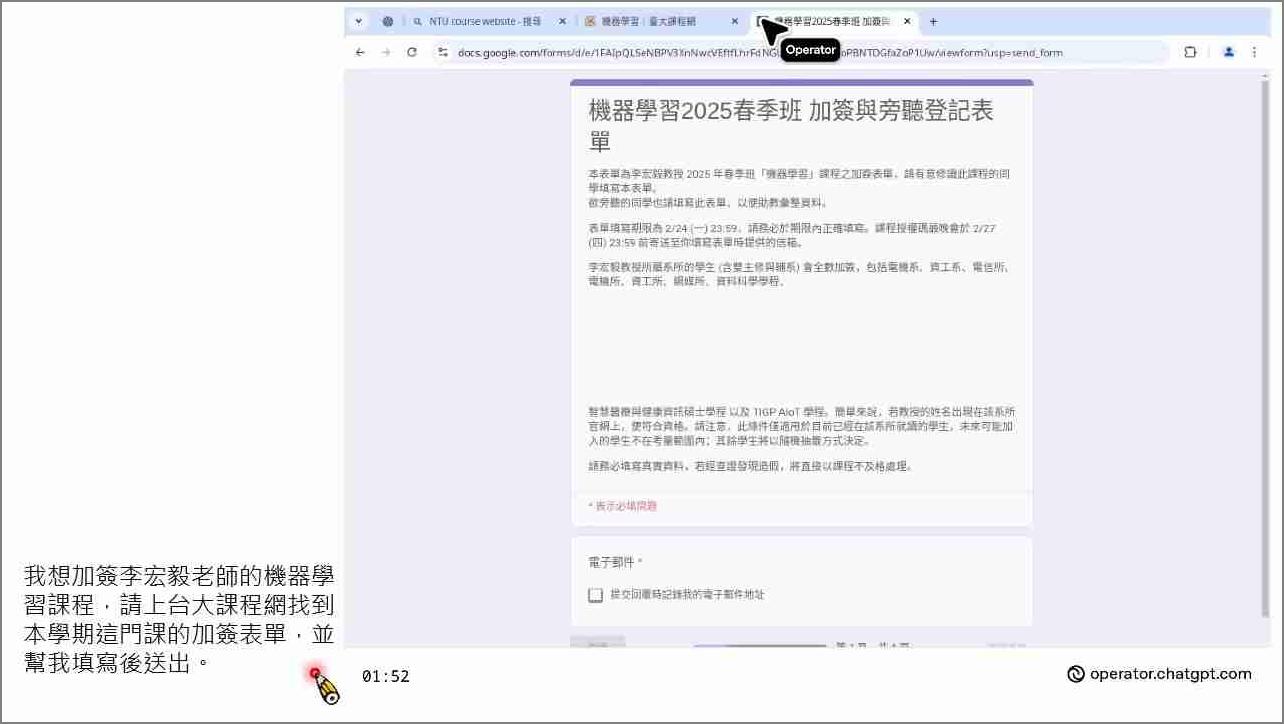 NTU course website - 搜尋
機器學習 | 臺大課程網
機器學習2025春季班 加簽與
Operator
機器學習2025春季班 加簽與旁聽登記表
單
本表單為李宏毅教授 2025 年春季班「機器學習」課程之加簽表單，請有意修讀此課程的同
學填寫本表單。
欲旁聽的同學也請填寫此表單，以便助教彙整資料。
表單填寫期限為 2/24 (一) 23:59，請務必於期限內正確填寫。課程授權碼最晚會於 2/27
(四) 23:59 前寄送至你填寫表單時提供的信箱。
李宏毅教授所屬系所的學生 (含雙主修與輔系) 會全數加簽，包括電機系、資工系、電信所、
電機所、資工所、網媒所、資料科學學程、
智慧醫療與健康資訊碩士學程 以及 TIGP AIoT 學程。簡單來說，若教授的姓名出現在該系所
官網上，便符合資格。請注意，此條件僅適用於目前已經在該系所就讀的學生，未來可能加
入的學生不在考量範圍內；其餘學生將以隨機抽籤方式決定。
請務必填寫真實資料，若經查證發現造假，將直接以課程不及格處理。
* 表示必填問題
電子郵件 *
提交回覆時記錄我的電子郵件地址
我想加簽李宏毅老師的機器學
習課程，請上台大課程網找到
本學期這門課的加簽表單，並
幫我填寫後送出。
01:52
operator.chatgpt.com